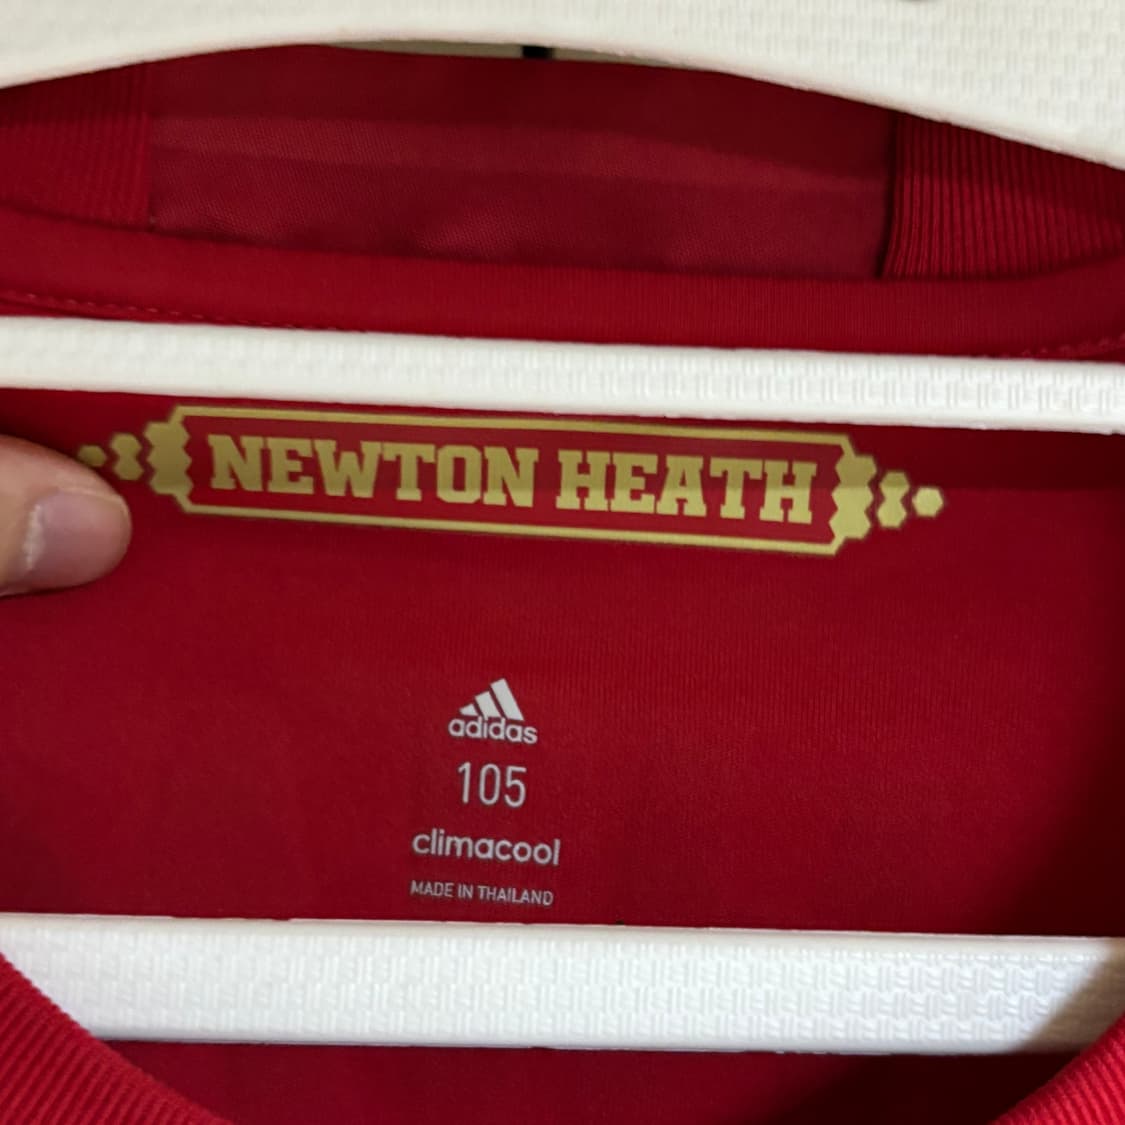 NEWTON HEATH
adidas
105
climacool
MADE IN THAILAND